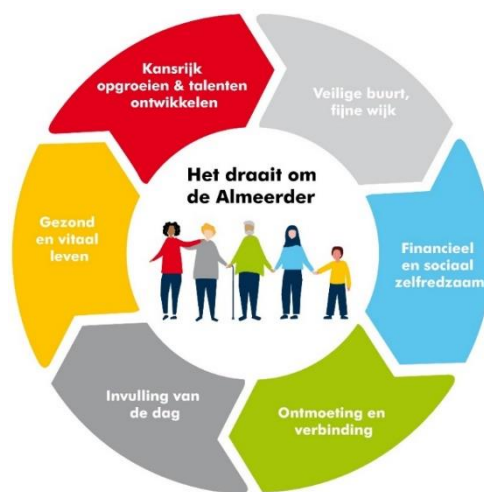 Kansrijk
opgroeien & talenten
ontwikkelen
Veilige buurt,
fijne wijk
Het draait om
de Almeerder
Gezond
en vitaal
leven
Financieel
en sociaal
zelfredzaam
Invulling van
de dag
Ontmoeting en
verbinding